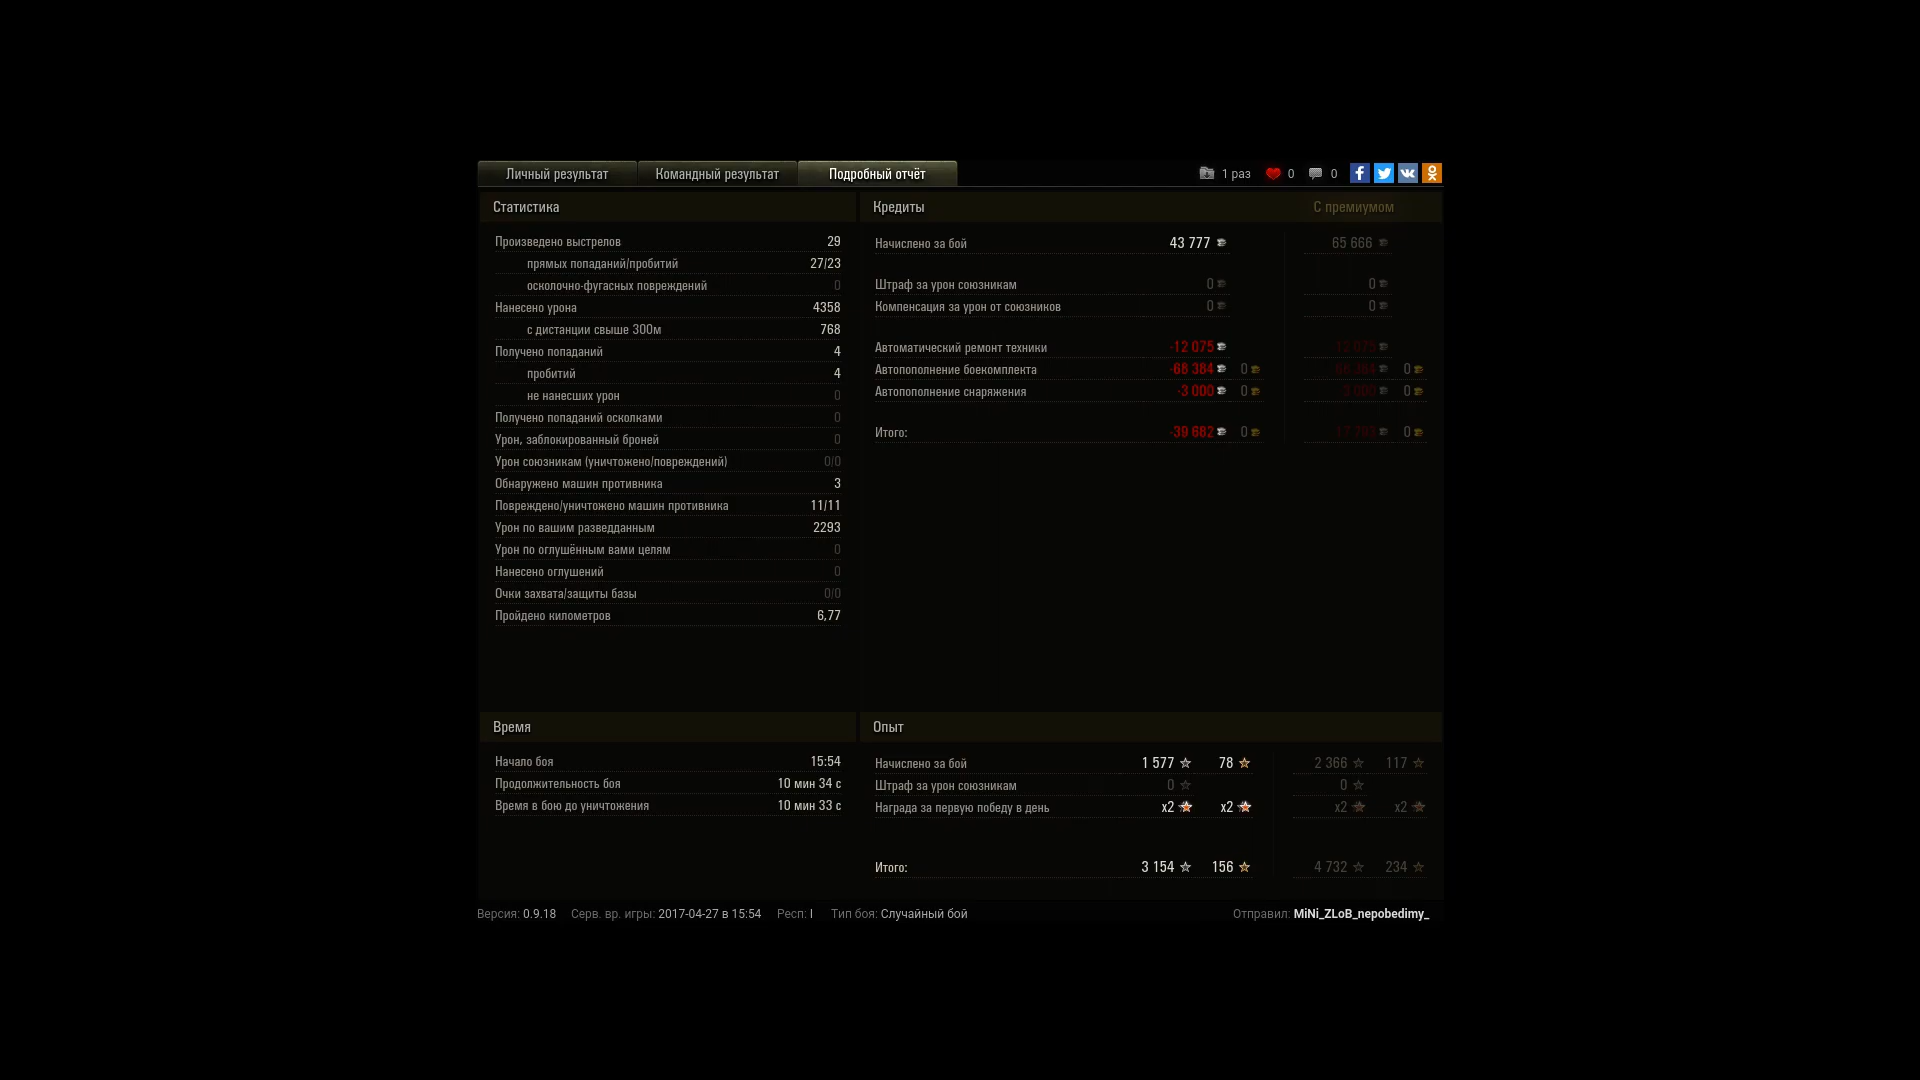 Личный результат Командный результат Подробный отчёт 1 раз 0 0
Статистика
Произведено выстрелов 29
прямых попаданий/пробитий 27/23
осколочно-фугасных повреждений 0
Нанесено урона 4358
с дистанции свыше 300м 768
Получено попаданий 4
пробитий 4
не нанесших урон 0
Получено попаданий осколками 0
Урон, заблокированный броней 0
Урон союзникам (уничтожено/повреждений) 0/0
Обнаружено машин противника 3
Повреждено/уничтожено машин противника 11/11
Урон по вашим разведданным 2293
Урон по оглушённым вами целям 0
Нанесено оглушений 0
Очки захвата/защиты базы 0/0
Пройдено километров 6,77
Кредиты С премиумом
Начислено за бой 43 777 65 666
Штраф за урон союзникам 0 0
Компенсация за урон от союзников 0 0
Автоматический ремонт техники -12 075 -12 075
Автопополнение боекомплекта -68 384 0 0
Автопополнение снаряжения -3 000 0 -3 000 0
Итого: -39 682 0 0
Время
Начало боя 15:54
Продолжительность боя 10 мин 34 с
Время в бою до уничтожения 10 мин 33 с
Опыт
Начислено за бой 1 577 78 2 366 117
Штраф за урон союзникам 0 0
Награда за первую победу в день x2 x2 x2 x2
Итого: 3 154 156 4 732 234
Версия: 0.9.18 Серв. вр. игры: 2017-04-27 в 15:54 Респ: I Тип боя: Случайный бой Отправил: MiNi_ZLoB_nepobedimy_